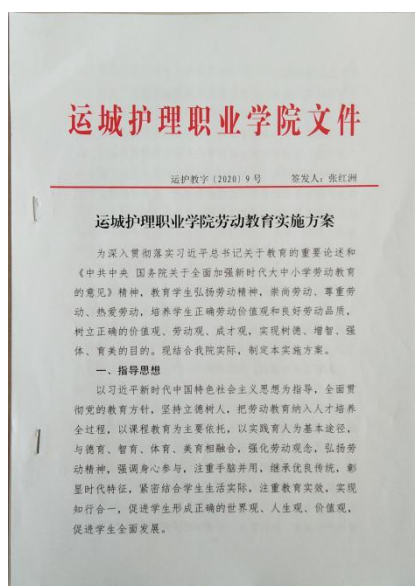 运城护理职业学院文件
运护教字〔2020〕9号 签发人：张红洲
运城护理职业学院劳动教育实施方案
为深入贯彻落实习近平总书记关于教育的重要论述和
《中共中央 国务院关于全面加强新时代大中小学劳动教育
的意见》精神，教育学生弘扬劳动精神，崇尚劳动、尊重劳
动、热爱劳动，培养学生正确劳动价值观和良好劳动品质，
树立正确的价值观、劳动观、成才观，实现树德、增智、强
体、育美的目的。现结合我院实际，制定本实施方案。
一、指导思想
以习近平新时代中国特色社会主义思想为指导，全面贯
彻党的教育方针，坚持立德树人，把劳动教育纳入人才培养
全过程，以课程教育为主要依托，以实践育人为基本途径，
与德育、智育、体育、美育相融合，强化劳动观念，弘扬劳
动精神，强调身心参与，注重手脑并用，继承优良传统，彰
显时代特征，紧密结合学生生活实际，注重教育实效，实现
知行合一，促进学生形成正确的世界观、人生观、价值观，
促进学生全面发展。